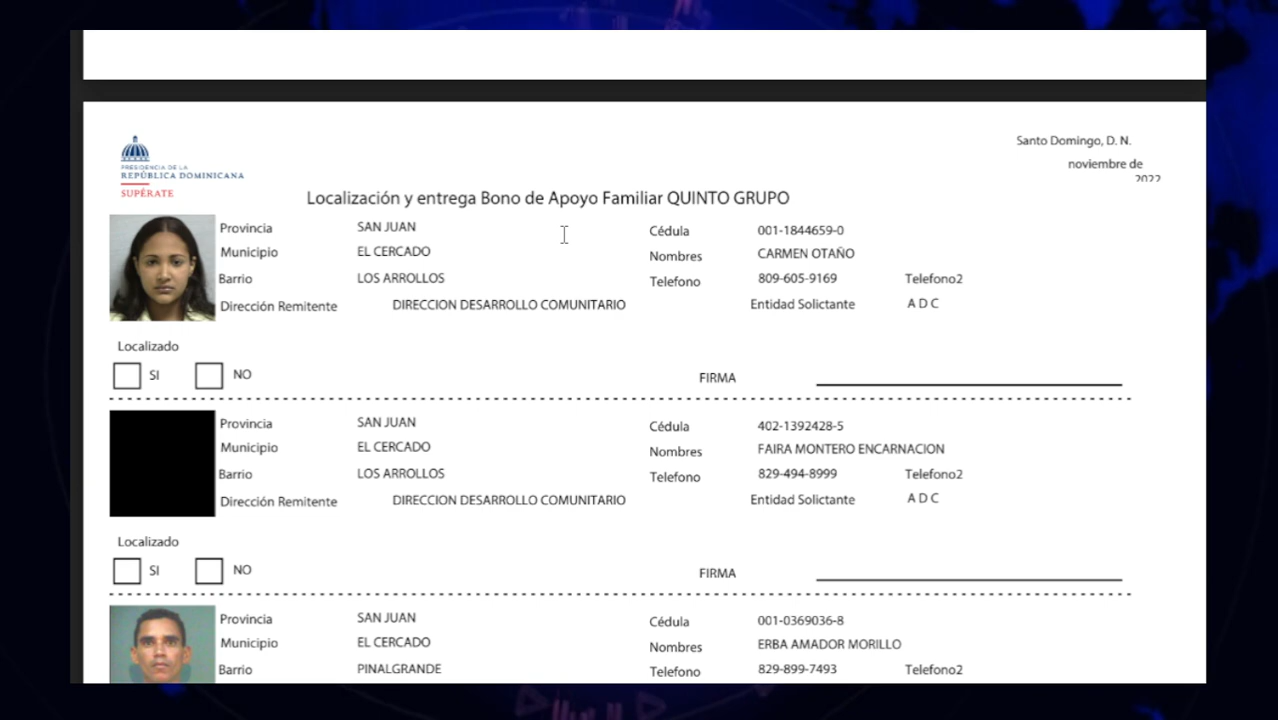 Santo Domingo, D. N.
noviembre de
2022
PRESIDENCIA DE LA
REPÚBLICA DOMINICANA
SUPÉRATE
Localización y entrega Bono de Apoyo Familiar QUINTO GRUPO
Provincia SAN JUAN Cédula 001-1844659-0
Municipio EL CERCADO Nombres CARMEN OTAÑO
Barrio LOS ARROLLOS Telefono 809-605-9169 Telefono2
Dirección Remitente DIRECCION DESARROLLO COMUNITARIO Entidad Solictante A D C
Localizado
SI NO FIRMA
Provincia SAN JUAN Cédula 402-1392428-5
Municipio EL CERCADO Nombres FAIRA MONTERO ENCARNACION
Barrio LOS ARROLLOS Telefono 829-494-8999 Telefono2
Dirección Remitente DIRECCION DESARROLLO COMUNITARIO Entidad Solictante A D C
Localizado
SI NO FIRMA
Provincia SAN JUAN Cédula 001-0369036-8
Municipio EL CERCADO Nombres ERBA AMADOR MORILLO
Barrio PINALGRANDE Telefono 829-899-7493 Telefono2